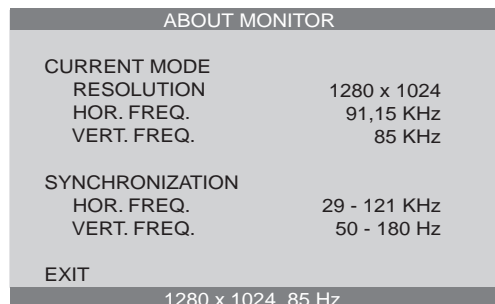 ABOUT MONITOR
CURRENT MODE
RESOLUTION 1280 x 1024
HOR. FREQ. 91,15 KHz
VERT. FREQ. 85 KHz
SYNCHRONIZATION
HOR. FREQ. 29 - 121 KHz
VERT. FREQ. 50 - 180 Hz
EXIT
1280 x 1024 85 Hz